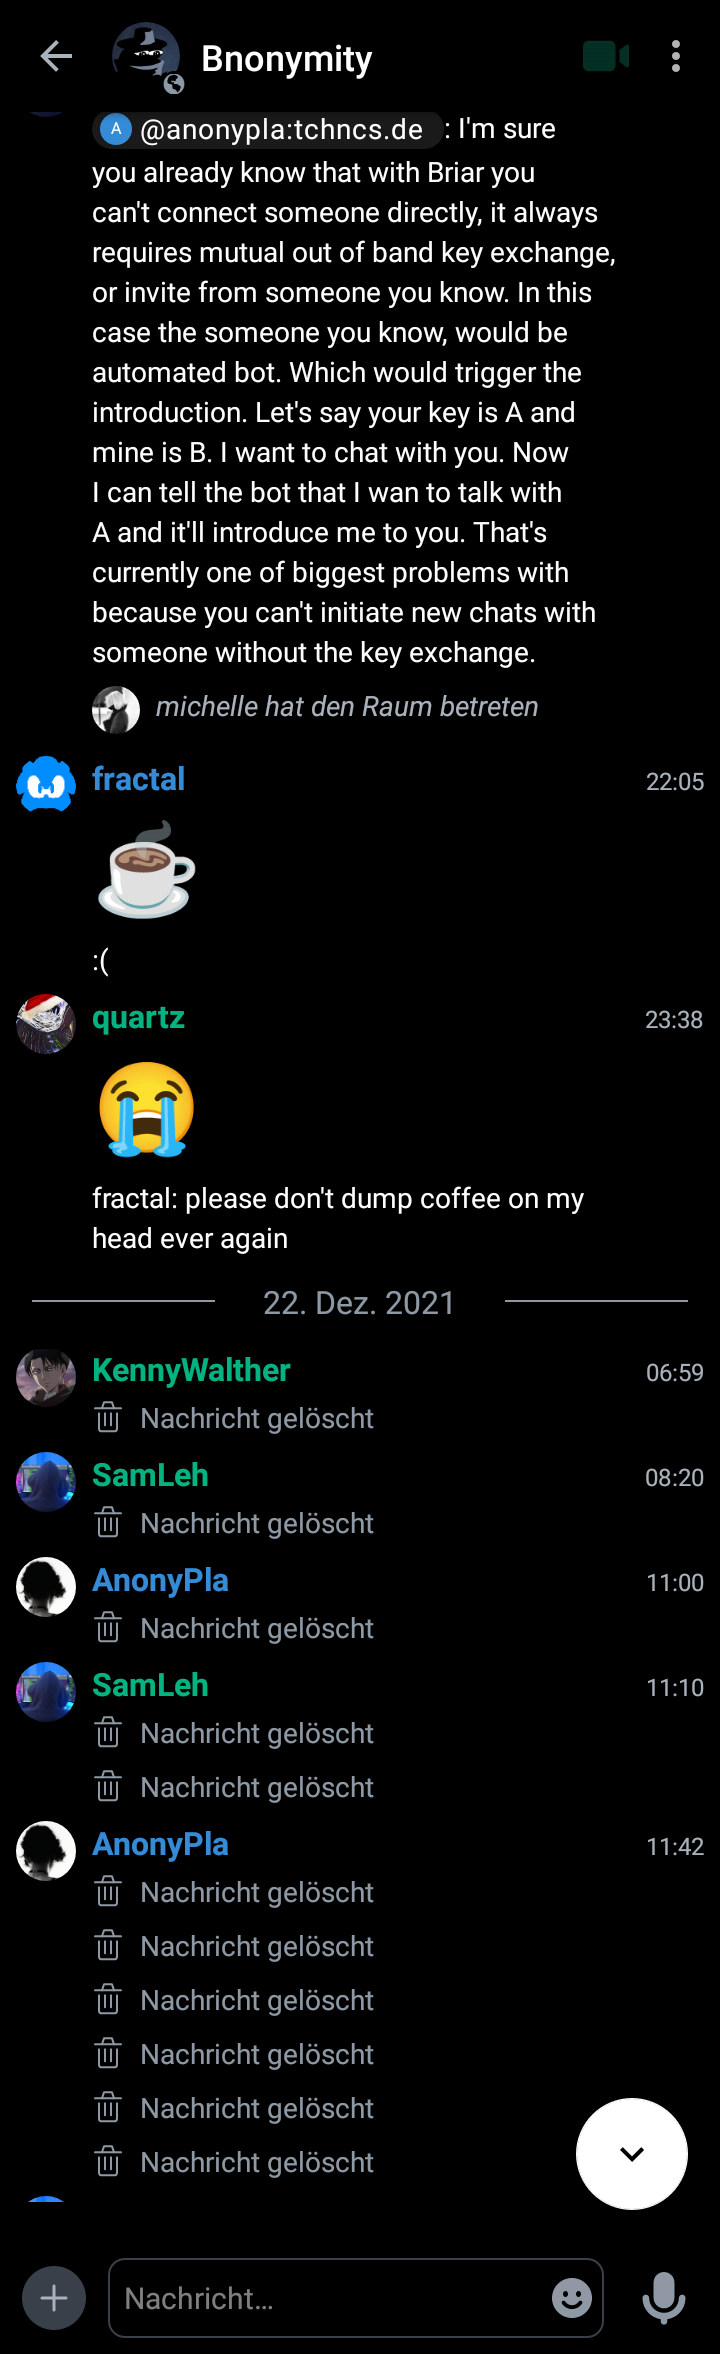 Bnonymity
A @anonypla:tchncs.de : I'm sure
you already know that with Briar you
can't connect someone directly, it always
requires mutual out of band key exchange,
or invite from someone you know. In this
case the someone you know, would be
automated bot. Which would trigger the
introduction. Let's say your key is A and
mine is B. I want to chat with you. Now
I can tell the bot that I wan to talk with
A and it'll introduce me to you. That's
currently one of biggest problems with
because you can't initiate new chats with
someone without the key exchange.
michelle hat den Raum betreten
fractal 22:05
:(
quartz 23:38
fractal: please don't dump coffee on my
head ever again
22. Dez. 2021
KennyWalther 06:59
Nachricht gelöscht
SamLeh 08:20
Nachricht gelöscht
AnonyPla 11:00
Nachricht gelöscht
SamLeh 11:10
Nachricht gelöscht
Nachricht gelöscht
AnonyPla 11:42
Nachricht gelöscht
Nachricht gelöscht
Nachricht gelöscht
Nachricht gelöscht
Nachricht gelöscht
Nachricht gelöscht
Nachricht...